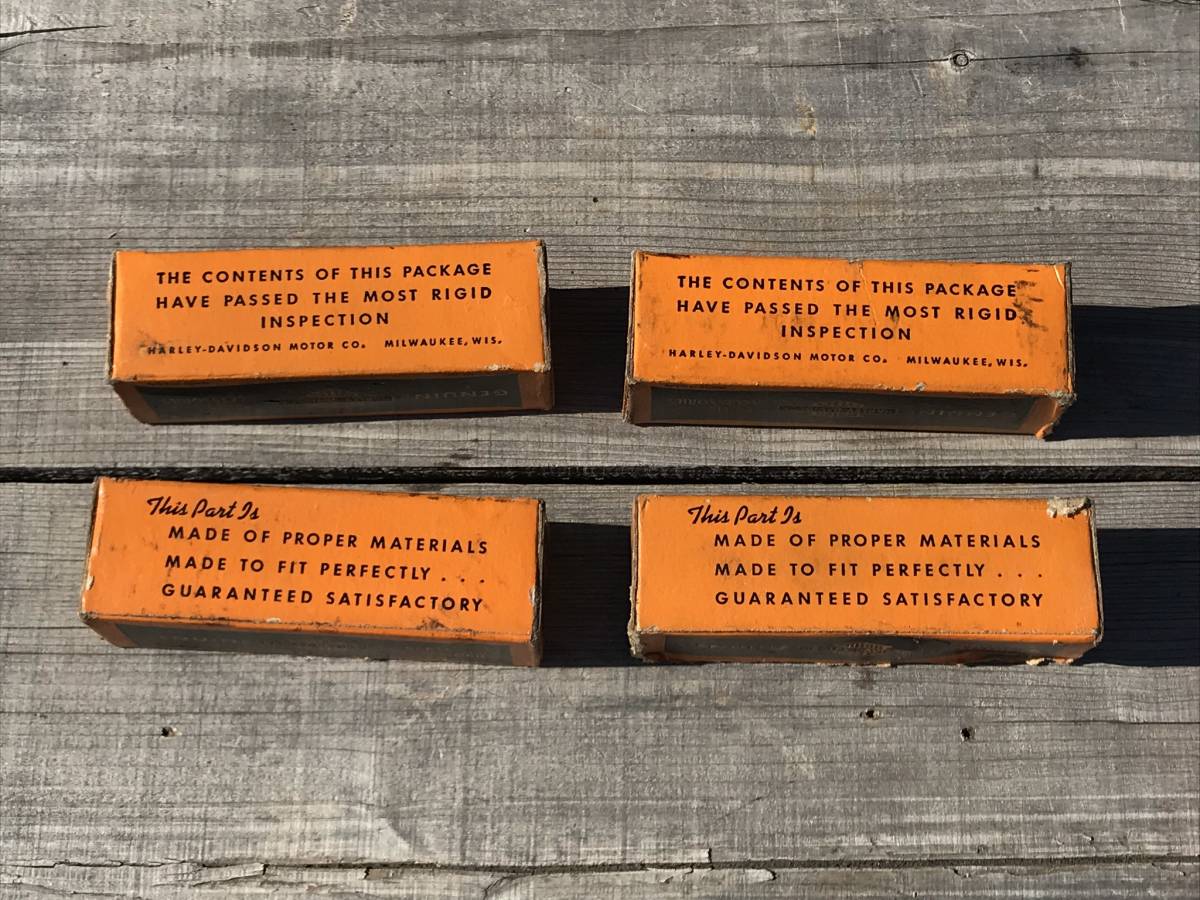 THE CONTENTS OF THIS PACKAGE
HAVE PASSED THE MOST RIGID
INSPECTION
HARLEY-DAVIDSON MOTOR CO. MILWAUKEE, WIS.
THE CONTENTS OF THIS PACKAGE
HAVE PASSED THE MOST RIGID
INSPECTION
HARLEY-DAVIDSON MOTOR CO. MILWAUKEE, WIS.
This Part Is
MADE OF PROPER MATERIALS
MADE TO FIT PERFECTLY . . .
GUARANTEED SATISFACTORY
This Part Is
MADE OF PROPER MATERIALS
MADE TO FIT PERFECTLY . . .
GUARANTEED SATISFACTORY